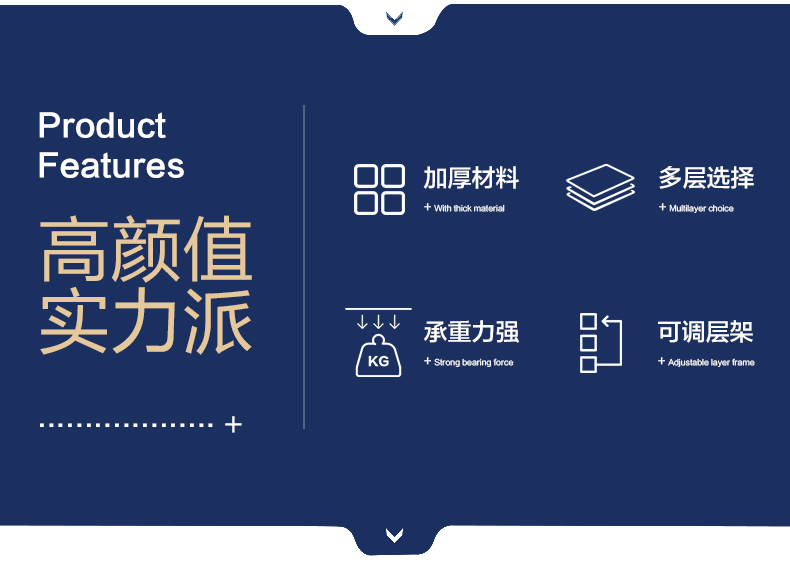 Product
Features
高颜值
实力派
加厚材料
+ With thick material
多层选择
+ Multilayer choice
KG
承重力强
+ Strong bearing force
可调层架
+ Adjustable layer frame